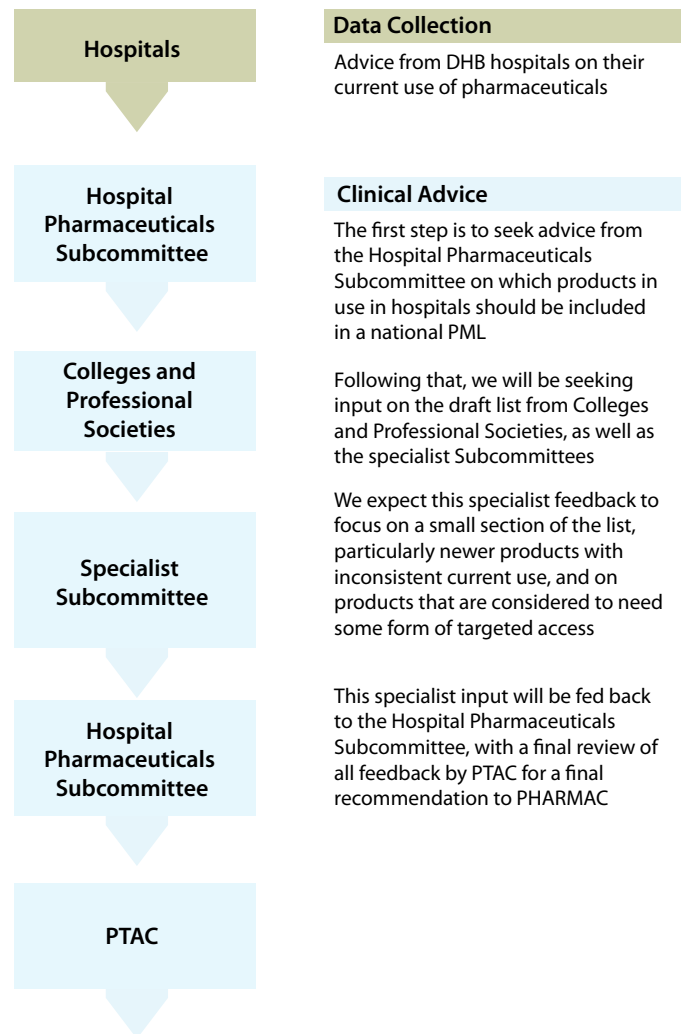 Hospitals
Data Collection
Advice from DHB hospitals on their
current use of pharmaceuticals
Hospital
Pharmaceuticals
Subcommittee
Clinical Advice
The first step is to seek advice from
the Hospital Pharmaceuticals
Subcommittee on which products in
use in hospitals should be included
in a national PML
Colleges and
Professional
Societies
Following that, we will be seeking
input on the draft list from Colleges
and Professional Societies, as well as
the specialist Subcommittees
Specialist
Subcommittee
We expect this specialist feedback to
focus on a small section of the list,
particularly newer products with
inconsistent current use, and on
products that are considered to need
some form of targeted access
Hospital
Pharmaceuticals
Subcommittee
This specialist input will be fed back
to the Hospital Pharmaceuticals
Subcommittee, with a final review of
all feedback by PTAC for a final
recommendation to PHARMAC
PTAC